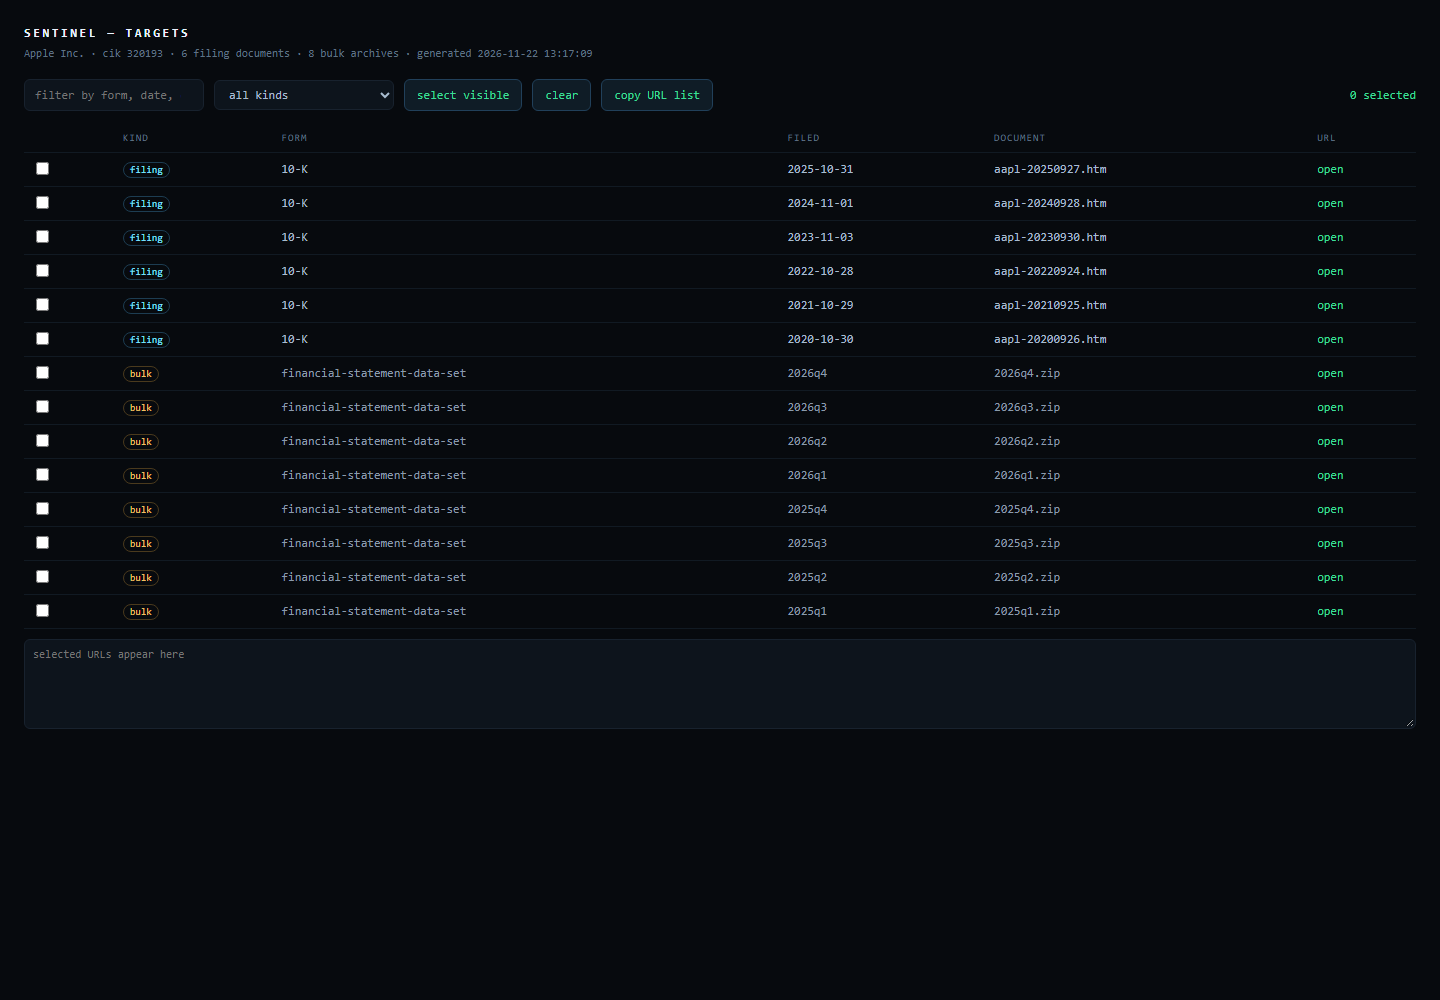 SENTINEL — TARGETS
Apple Inc. · cik 320193 · 6 filing documents · 8 bulk archives · generated 2026-11-22 13:17:09
filter by form, date, all kinds select visible clear copy URL list 0 selected
KIND FORM FILED DOCUMENT URL
filing 10-K 2025-10-31 aapl-20250927.htm open
filing 10-K 2024-11-01 aapl-20240928.htm open
filing 10-K 2023-11-03 aapl-20230930.htm open
filing 10-K 2022-10-28 aapl-20220924.htm open
filing 10-K 2021-10-29 aapl-20210925.htm open
filing 10-K 2020-10-30 aapl-20200926.htm open
bulk financial-statement-data-set 2026q4 2026q4.zip open
bulk financial-statement-data-set 2026q3 2026q3.zip open
bulk financial-statement-data-set 2026q2 2026q2.zip open
bulk financial-statement-data-set 2026q1 2026q1.zip open
bulk financial-statement-data-set 2025q4 2025q4.zip open
bulk financial-statement-data-set 2025q3 2025q3.zip open
bulk financial-statement-data-set 2025q2 2025q2.zip open
bulk financial-statement-data-set 2025q1 2025q1.zip open
selected URLs appear here